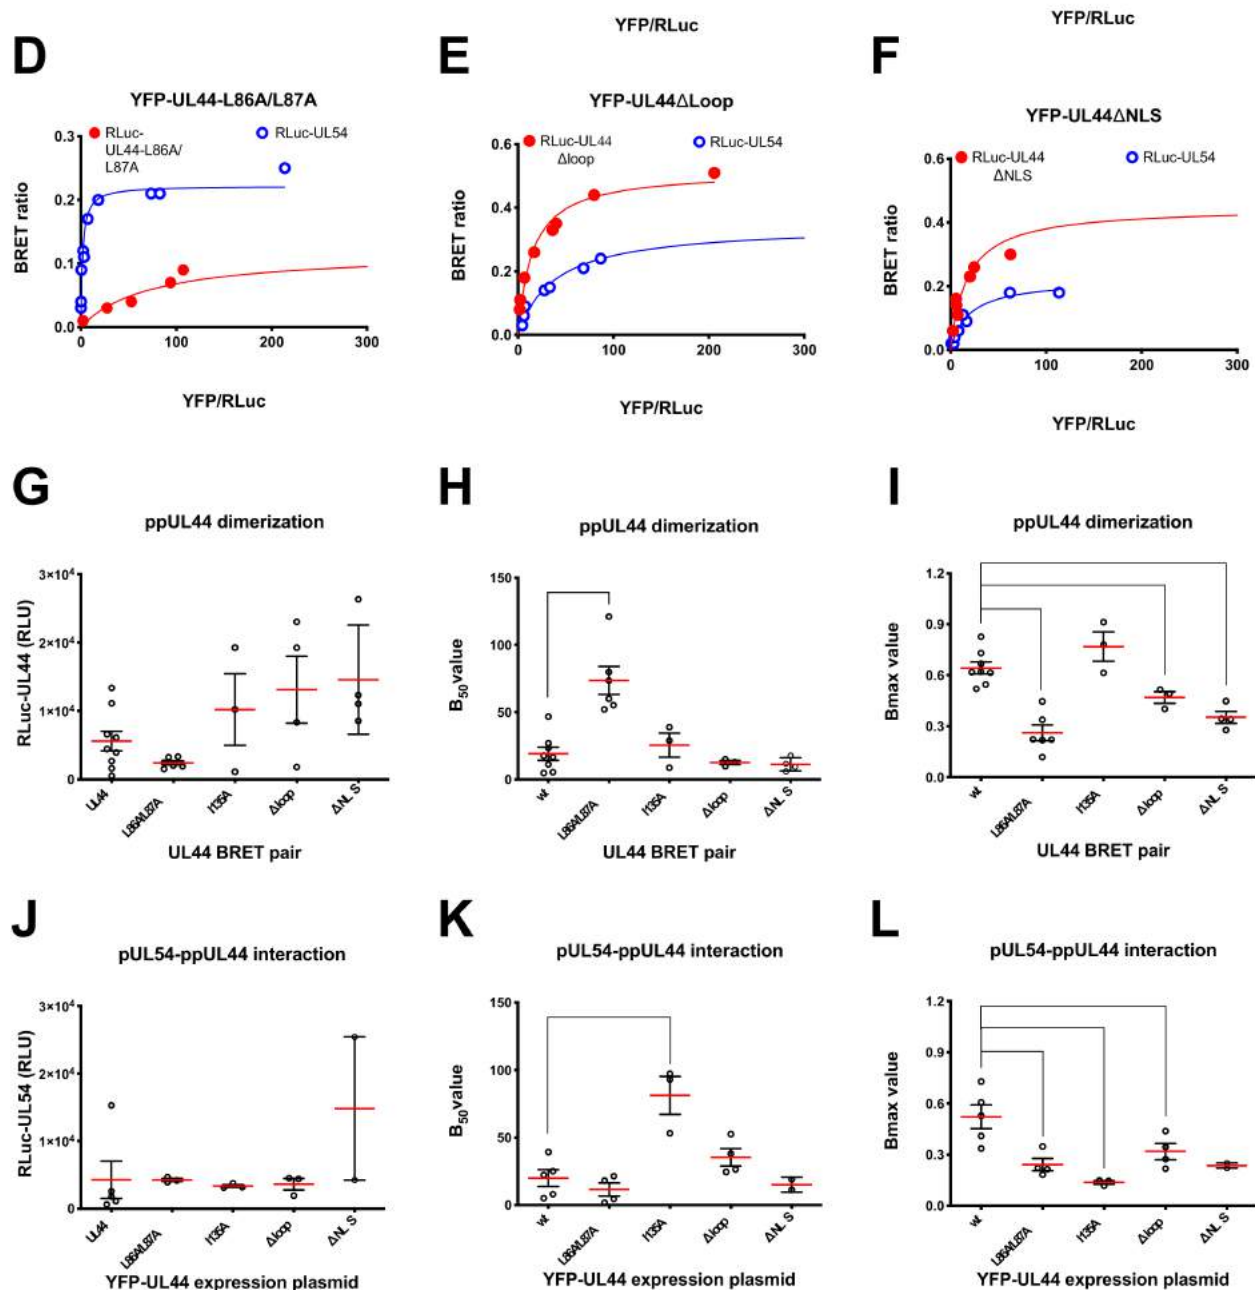 YFP/RLuc
YFP/RLuc
D
E
F
YFP-UL44-L86A/L87A
YFP-UL44ΔLoop
YFP-UL44ΔNLS
RLuc-
UL44-L86A/
L87A
RLuc-UL54
BRET ratio
0.3
0.2
0.1
0.0
0
100
200
300
YFP/RLuc
RLuc-UL44
Δloop
RLuc-UL54
BRET ratio
0.6
0.4
0.2
0.0
0
100
200
300
YFP/RLuc
RLuc-UL44
ΔNLS
RLuc-UL54
BRET ratio
0.6
0.4
0.2
0.0
0
100
200
300
YFP/RLuc
G
ppUL44 dimerization
RLuc-UL44 (RLU)
3×10⁴
2×10⁴
1×10⁴
0
UL44
L86A/L87A
I135A
Δloop
ΔNLS
UL44 BRET pair
H
ppUL44 dimerization
B₅₀value
150
100
50
0
wt
L86A/L87A
I135A
Δloop
ΔNLS
UL44 BRET pair
I
ppUL44 dimerization
Bmax value
1.2
0.9
0.6
0.3
0.0
wt
L86A/L87A
I135A
Δloop
ΔNLS
UL44 BRET pair
J
pUL54-ppUL44 interaction
RLuc-UL54 (RLU)
3×10⁴
2×10⁴
1×10⁴
0
UL44
L86A/L87A
I135A
Δloop
ΔNLS
YFP-UL44 expression plasmid
K
pUL54-ppUL44 interaction
B₅₀value
150
100
50
0
wt
L86A/L87A
I135A
Δloop
ΔNLS
YFP-UL44 expression plasmid
L
pUL54-ppUL44 interaction
Bmax value
1.2
0.9
0.6
0.3
0.0
wt
L86A/L87A
I135A
Δloop
ΔNLS
YFP-UL44 expression plasmid